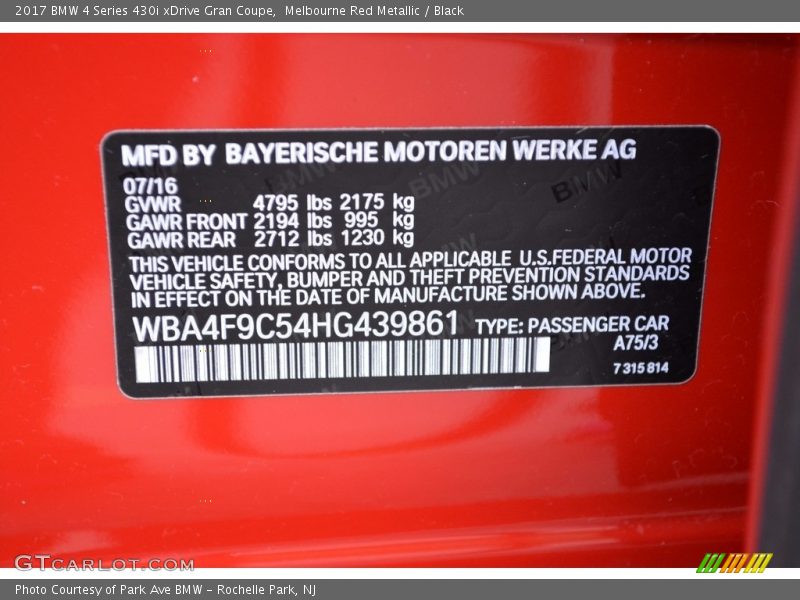 2017 BMW 4 Series 430i xDrive Gran Coupe,  Melbourne Red Metallic / Black
MFD BY BAYERISCHE MOTOREN WERKE AG
07/16
GVWR 4795 lbs 2175 kg
GAWR FRONT 2194 lbs 995 kg
GAWR REAR 2712 lbs 1230 kg
THIS VEHICLE CONFORMS TO ALL APPLICABLE U.S.FEDERAL MOTOR
VEHICLE SAFETY, BUMPER AND THEFT PREVENTION STANDARDS
IN EFFECT ON THE DATE OF MANUFACTURE SHOWN ABOVE.
WBA4F9C54HG439861 TYPE: PASSENGER CAR
A75/3
7 315 814
GTCARLOT.COM
Photo Courtesy of Park Ave BMW - Rochelle Park, NJ